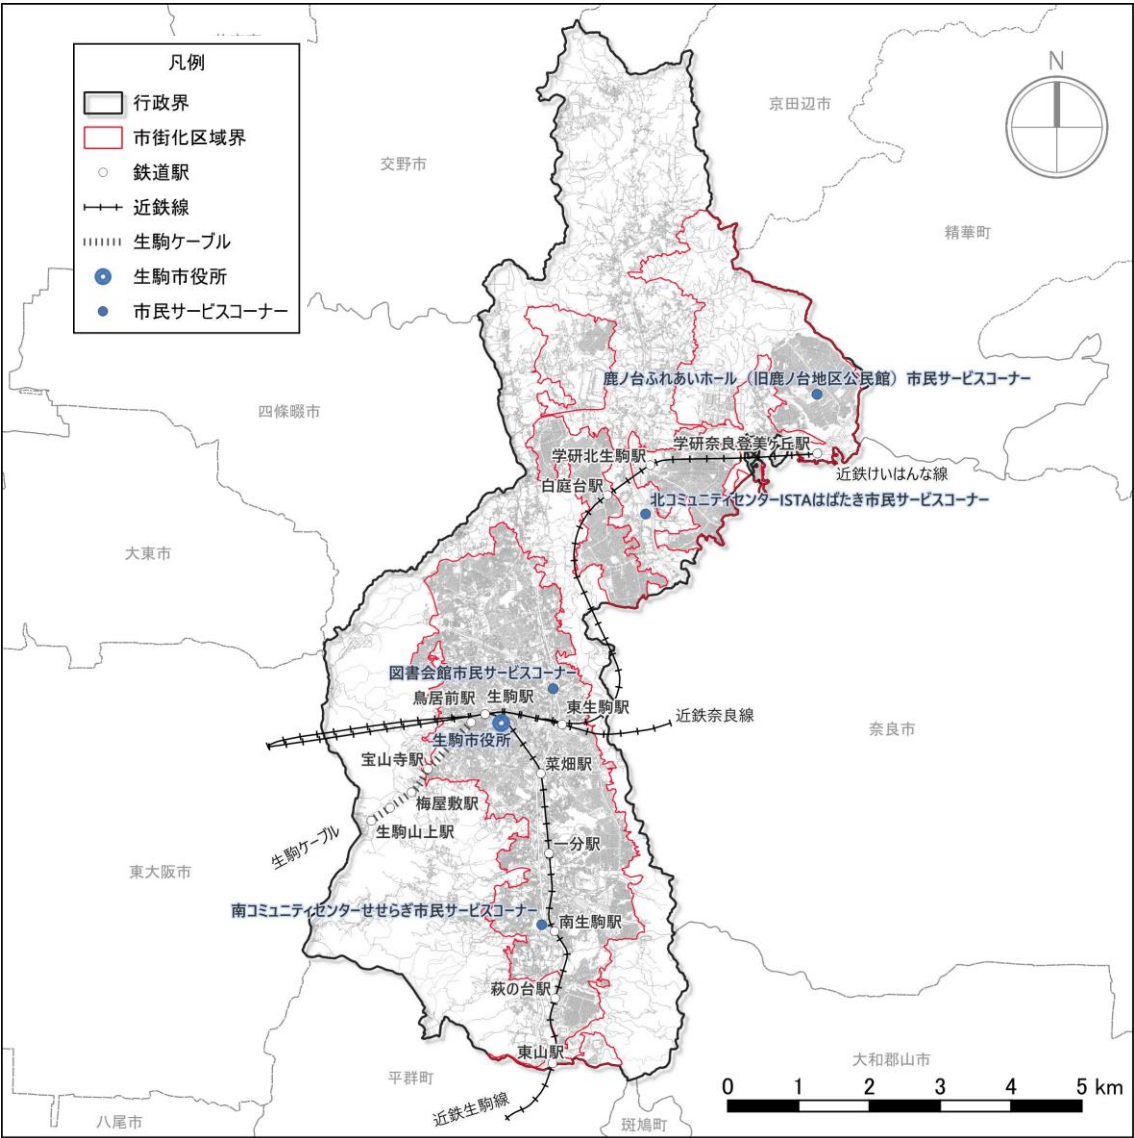 凡例
行政界
市街化区域界
鉄道駅
近鉄線
生駒ケーブル
生駒市役所
市民サービスコーナー
N
京田辺市
交野市
精華町
鹿ノ台ふれあいホール（旧鹿ノ台地区公民館）市民サービスコーナー
四條畷市
学研奈良登美ヶ丘駅
学研北生駒駅
近鉄けいはんな線
白庭台駅
北コミュニティセンターISTAはばたき市民サービスコーナー
大東市
図書会館市民サービスコーナー
鳥居前駅
生駒駅
東生駒駅
近鉄奈良線
奈良市
生駒市役所
宝山寺駅
菜畑駅
梅屋敷駅
生駒山上駅
生駒ケーブル
一分駅
東大阪市
南コミュニティセンターせせらぎ市民サービスコーナー
南生駒駅
萩の台駅
東山駅
大和郡山市
平群町
近鉄生駒線
八尾市
斑鳩町
0 1 2 3 4 5 km